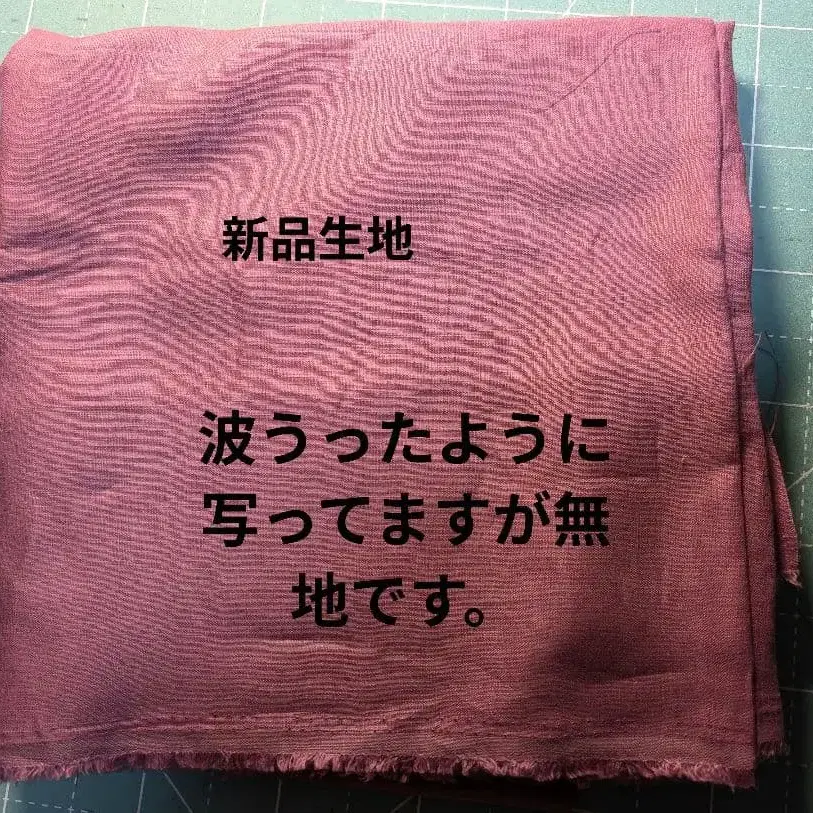 新品生地
波うったように
写ってますが無
地です。